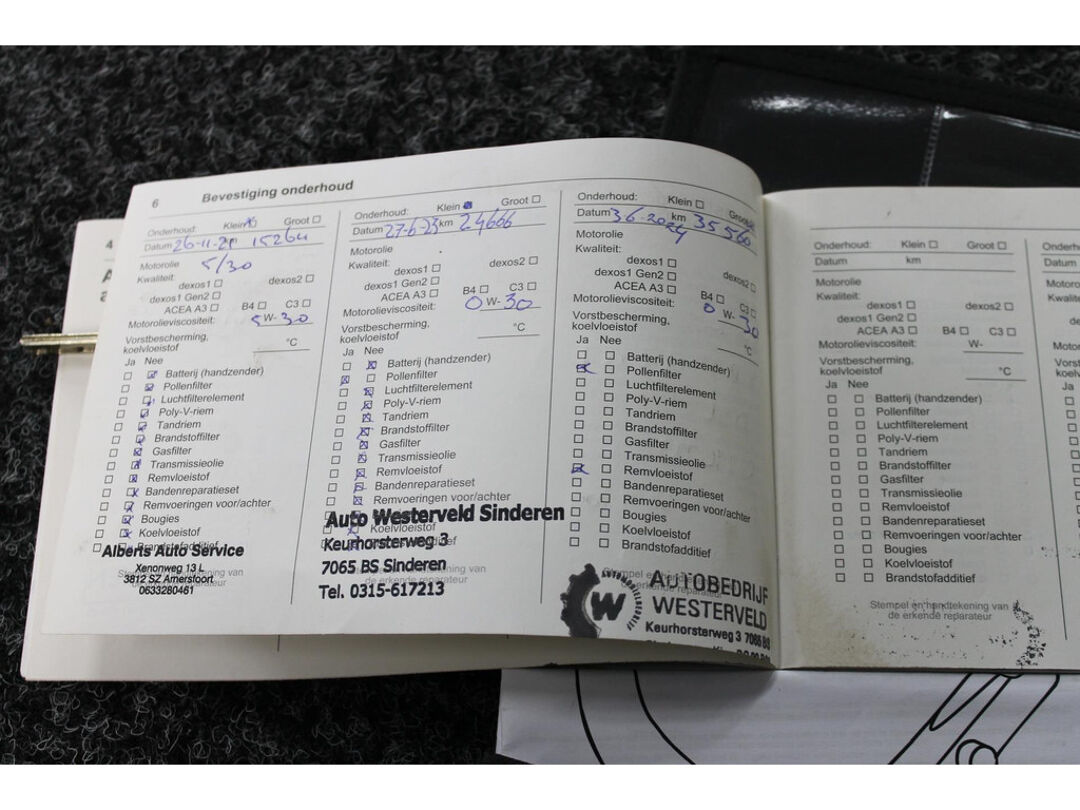 6 Bevestiging onderhoud
Onderhoud: Klein Groot
Datum 26-11-21 15264
Motorolie 5/30
Kwaliteit:
dexos1 dexos2
dexos1 Gen2
ACEA A3 B4 C3
Motorolieviscositeit: 5 W- 30
Vorstbescherming,
koelvloeistof °C
Ja Nee
Batterij (handzender)
Pollenfilter
Luchtfilterelement
Poly-V-riem
Tandriem
Brandstoffilter
Gasfilter
Transmissieolie
Remvloeistof
Bandenreparatieset
Remvoeringen voor/achter
Bougies
Koelvloeistof
Brandstofadditief
Alberts Auto Service
Xenonweg 13 L
3812 SZ Amersfoort
0633280461
Onderhoud: Klein Groot
Datum 27-6-23 km 24606
Motorolie
Kwaliteit:
dexos1 dexos2
dexos1 Gen2
ACEA A3 B4 C3
Motorolieviscositeit: 0 W- 30
Vorstbescherming,
koelvloeistof °C
Ja Nee
Batterij (handzender)
Pollenfilter
Luchtfilterelement
Poly-V-riem
Tandriem
Brandstoffilter
Gasfilter
Transmissieolie
Remvloeistof
Bandenreparatieset
Remvoeringen voor/achter
Auto Westerveld Sinderen
Keurhorsterweg 3
7065 BS Sinderen
Tel. 0315-617213
Onderhoud: Klein Groot
Datum 3-6-2024 km 35560
Motorolie
Kwaliteit:
dexos1 dexos2
dexos1 Gen2
ACEA A3 B4 C3
Motorolieviscositeit: 0 W- 30
Vorstbescherming,
koelvloeistof °C
Ja Nee
Batterij (handzender)
Pollenfilter
Luchtfilterelement
Poly-V-riem
Tandriem
Brandstoffilter
Gasfilter
Transmissieolie
Remvloeistof
Bandenreparatieset
Remvoeringen voor/achter
Bougies
Koelvloeistof
Brandstofadditief
W AUTOBEDRIJF
WESTERVELD
Keurhorsterweg 3 7065 BS
Onderhoud: Klein Groot
Datum km
Motorolie
Kwaliteit:
dexos1 dexos2
dexos1 Gen2
ACEA A3 B4 C3
Motorolieviscositeit: W-
Vorstbescherming,
koelvloeistof °C
Ja Nee
Batterij (handzender)
Pollenfilter
Luchtfilterelement
Poly-V-riem
Tandriem
Brandstoffilter
Gasfilter
Transmissieolie
Remvloeistof
Bandenreparatieset
Remvoeringen voor/achter
Bougies
Koelvloeistof
Brandstofadditief
Stempel en handtekening van
de erkende reparateur
4